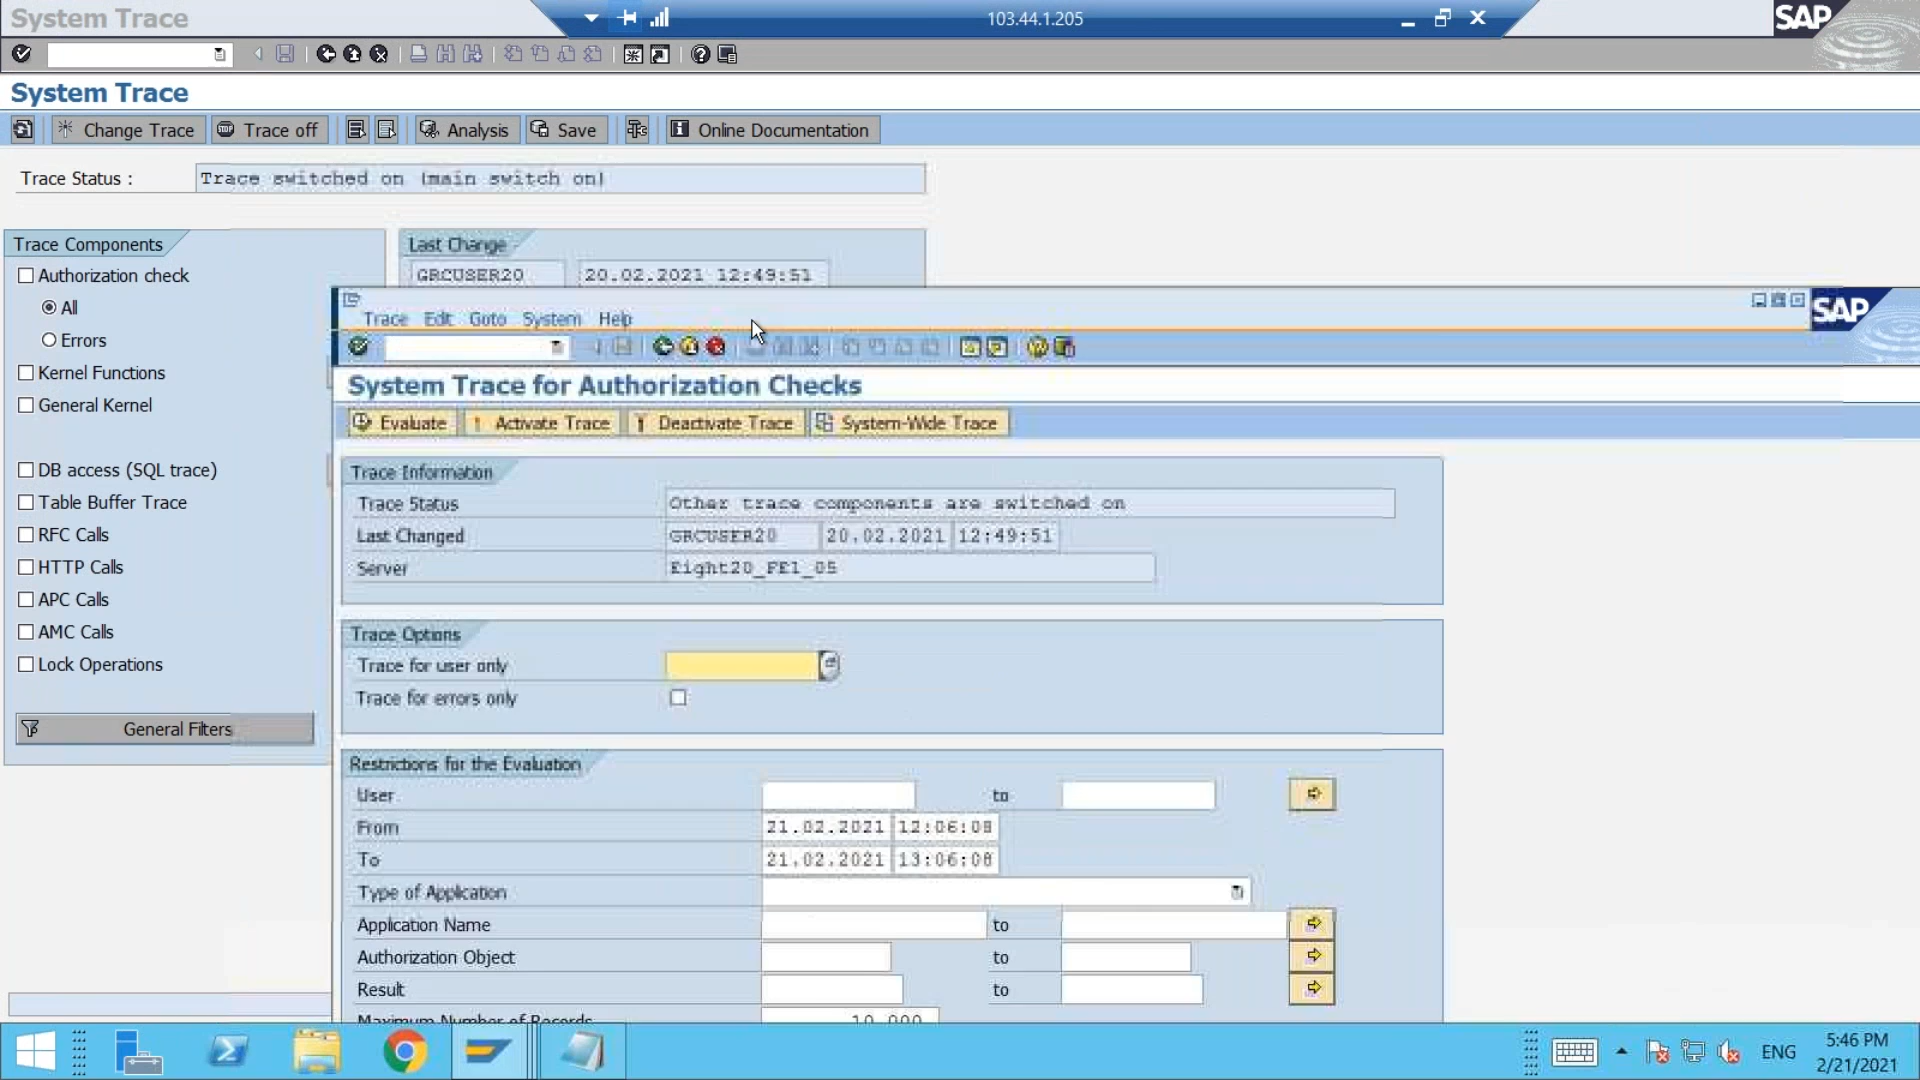 System Trace
103.44.1.205
SAP
System Trace
Change Trace
Trace off
Analysis
Save
Online Documentation
Trace Status :
Trace switched on (main switch on)
Trace Components
Last Change
Authorization check
GRCUSER20
20.02.2021 12:49:51
All
Errors
Kernel Functions
General Kernel
DB access (SQL trace)
Table Buffer Trace
RFC Calls
HTTP Calls
APC Calls
AMC Calls
Lock Operations
General Filters
Trace Edit Goto System Help
SAP
System Trace for Authorization Checks
Evaluate
Activate Trace
Deactivate Trace
System-Wide Trace
Trace Information
Trace Status
Other trace components are switched on
Last Changed
GRCUSER20
20.02.2021
12:49:51
Server
Eight20_FE1_05
Trace Options
Trace for user only
Trace for errors only
Restrictions for the Evaluation
User
to
From
21.02.2021 12:06:08
To
21.02.2021 13:06:08
Type of Application
Application Name
to
Authorization Object
to
Result
to
Maximum Number of Records
10.000
ENG
5:46 PM
2/21/2021